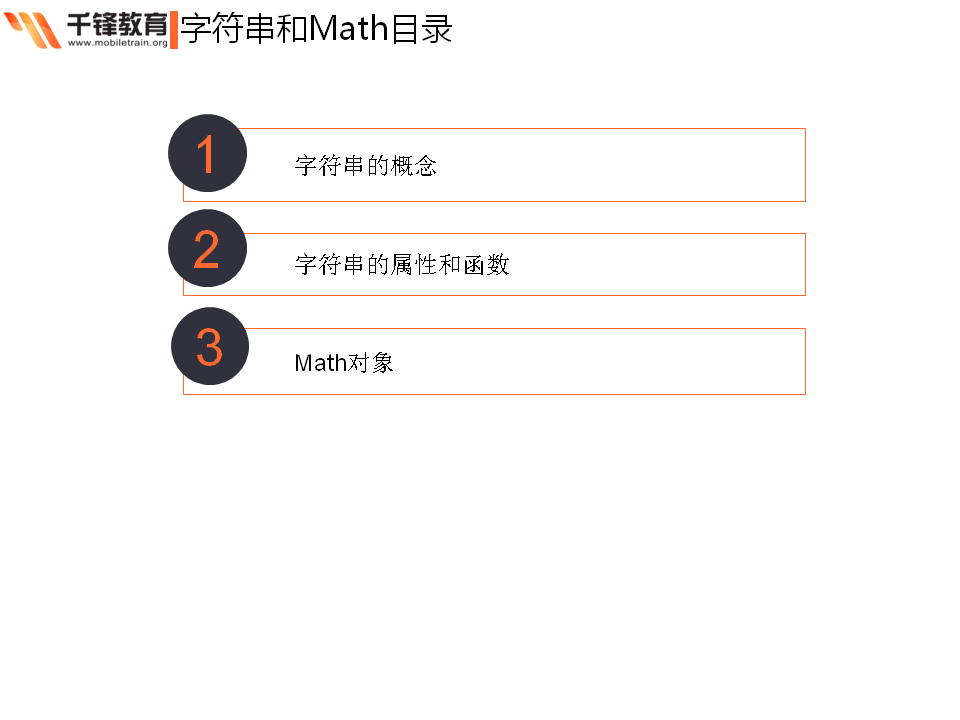 千锋教育
www.mobiletrain.org
字符串和Math目录
1
字符串的概念
2
字符串的属性和函数
3
Math对象